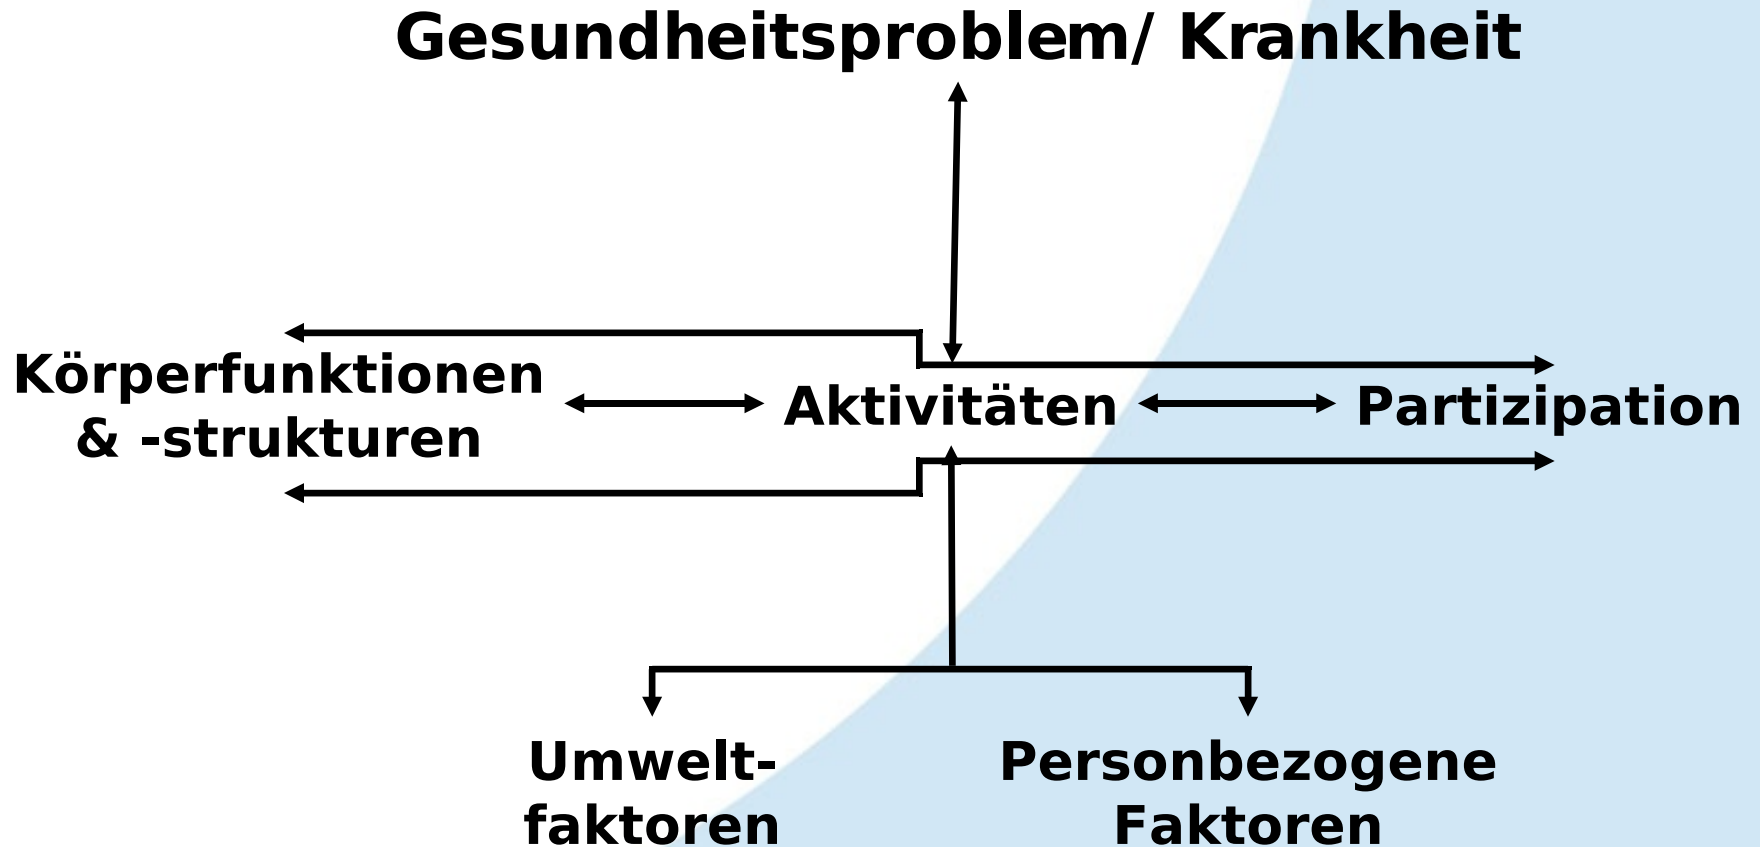 Gesundheitsproblem/ Krankheit
Körperfunktionen
& -strukturen
Aktivitäten
Partizipation
Umwelt-
faktoren
Personbezogene
Faktoren